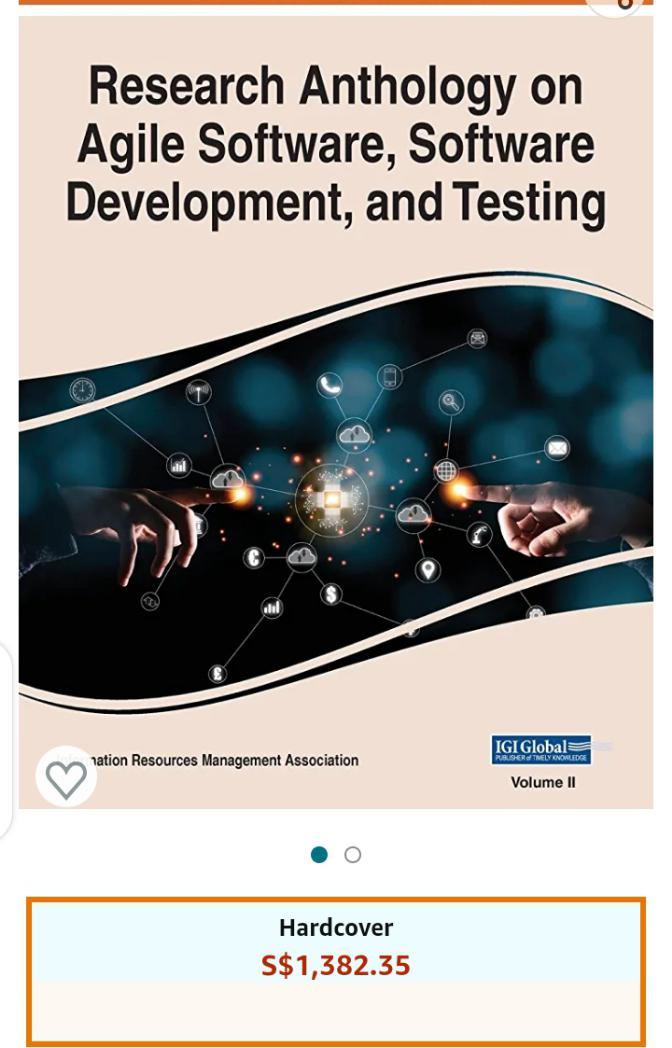 Research Anthology on
Agile Software, Software
Development, and Testing
Information Resources Management Association
IGI Global
PUBLISHER of TIMELY KNOWLEDGE
Volume II
Hardcover
S$1,382.35